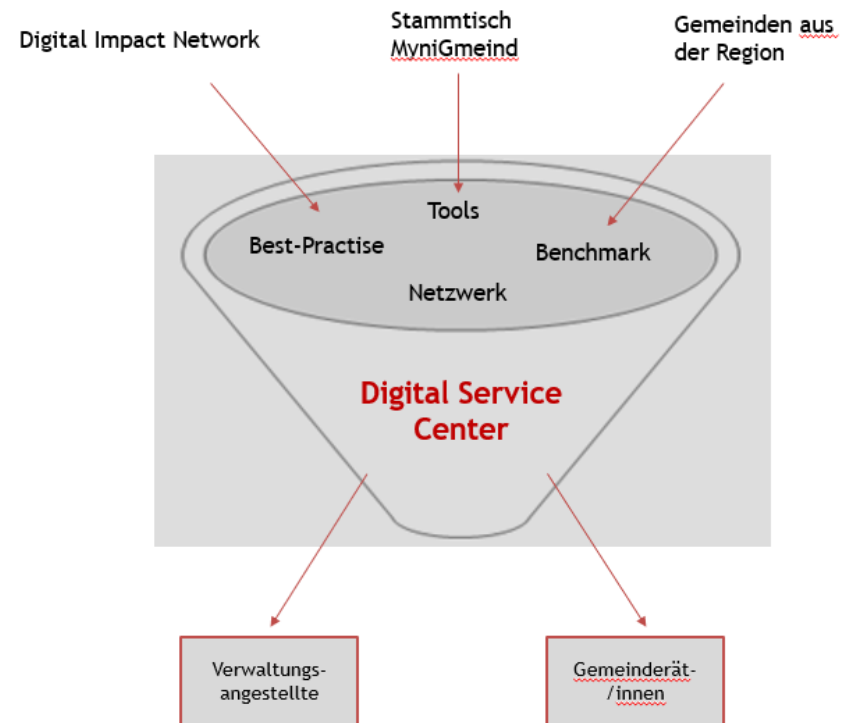 Digital Impact Network
Stammtisch
MyniGmeind
Gemeinden aus
der Region
Tools
Best-Practise
Benchmark
Netzwerk
Digital Service
Center
Verwaltungs-
angestellte
Gemeinderät-
/innen